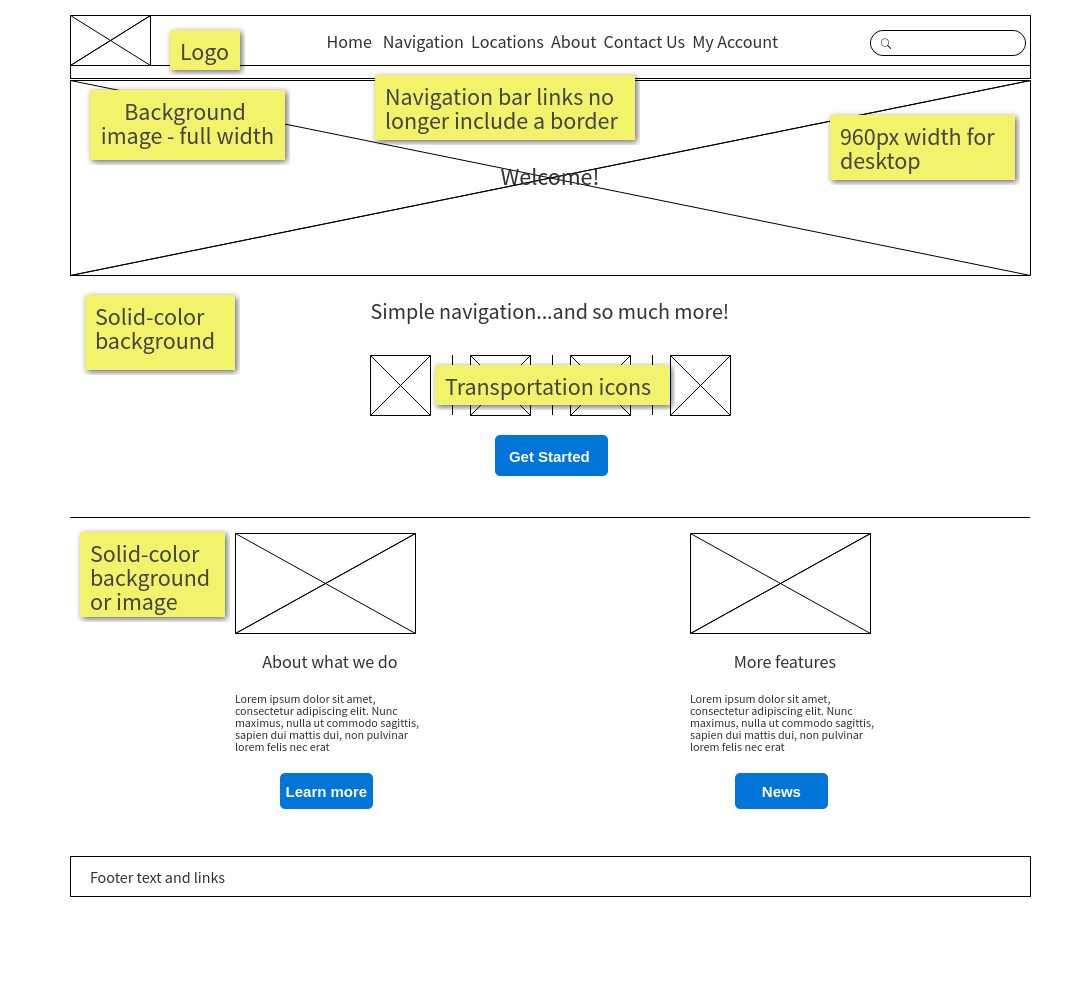 Logo
Home Navigation Locations About Contact Us My Account
Background
image - full width
Navigation bar links no
longer include a border
960px width for
desktop
Welcome!
Solid-color
background
Simple navigation...and so much more!
Transportation icons
Get Started
Solid-color
background
or image
About what we do
Lorem ipsum dolor sit amet,
consectetur adipiscing elit. Nunc
maximus, nulla ut commodo sagittis,
sapien dui mattis dui, non pulvinar
lorem felis nec erat
Learn more
More features
Lorem ipsum dolor sit amet,
consectetur adipiscing elit. Nunc
maximus, nulla ut commodo sagittis,
sapien dui mattis dui, non pulvinar
lorem felis nec erat
News
Footer text and links